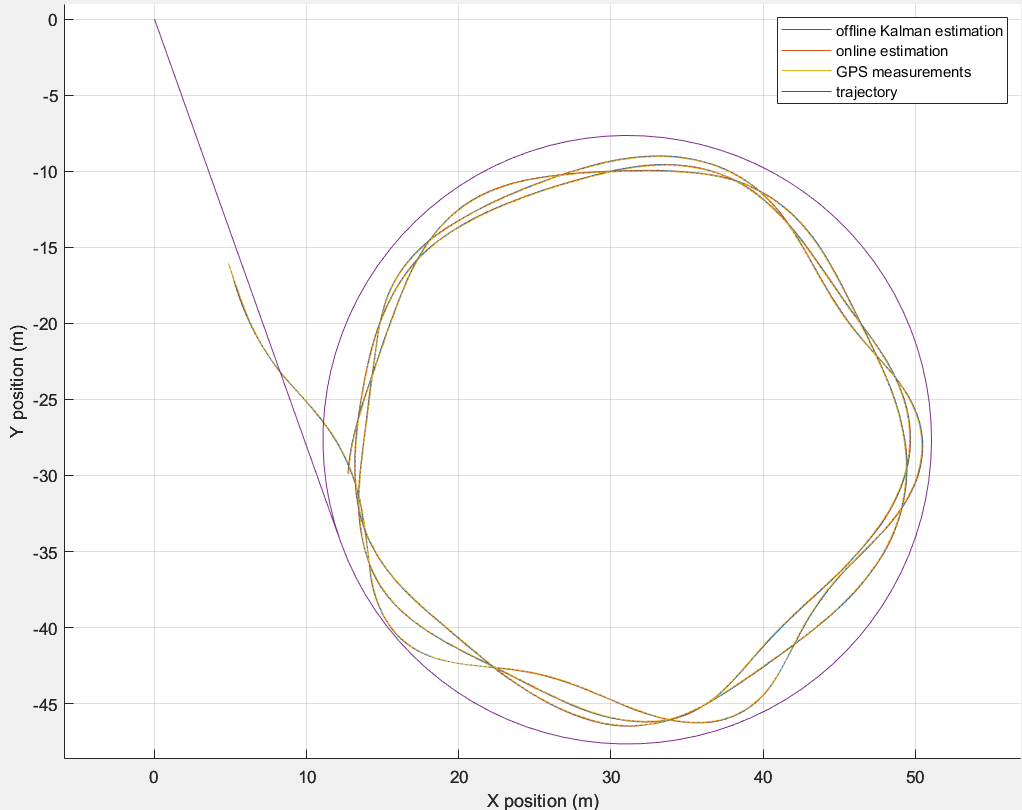 offline Kalman estimation
online estimation
GPS measurements
trajectory
0
-5
-10
-15
-20
-25
-30
-35
-40
-45
Y position (m)
0 10 20 30 40 50
X position (m)